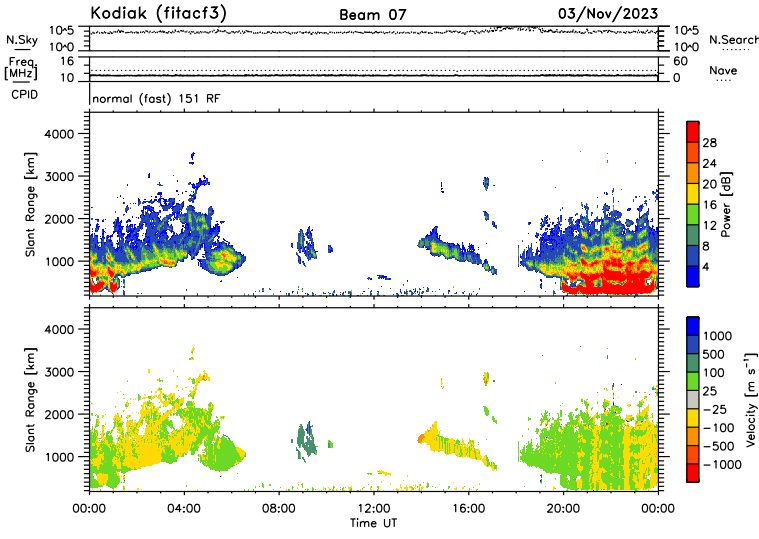 Kodiak (fitacf3) Beam 07 03/Nov/2023
N.Sky 10^5 10^0 10^5 10^0 N.Search
Freq. [MHz] 16 10 60 0 Nave
CPID normal (fast) 151 RF
Slant Range [km] 4000 3000 2000 1000
Power [dB] 28 24 20 16 12 8 4
Slant Range [km] 4000 3000 2000 1000
Velocity [m s⁻¹] 1000 500 100 25 −25 −100 −500 −1000
00:00 04:00 08:00 12:00 16:00 20:00 00:00
Time UT